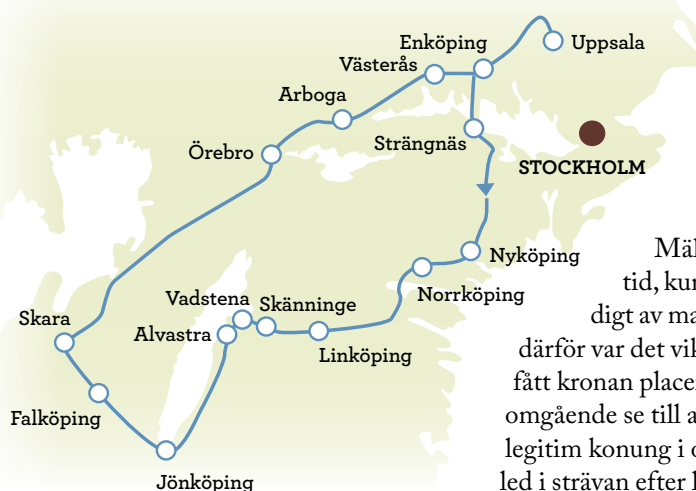 Enköping
Uppsala
Västerås
Arboga
Örebro
Strängnäs
STOCKHOLM
Nyköping
Norrköping
Vadstena
Skänninge
Skara
Alvastra
Linköping
Falköping
Jönköping
tid, kun
digt av ma
därför var det vik
fått kronan place
omgående se till a
legitim konung i
led i strävan efter